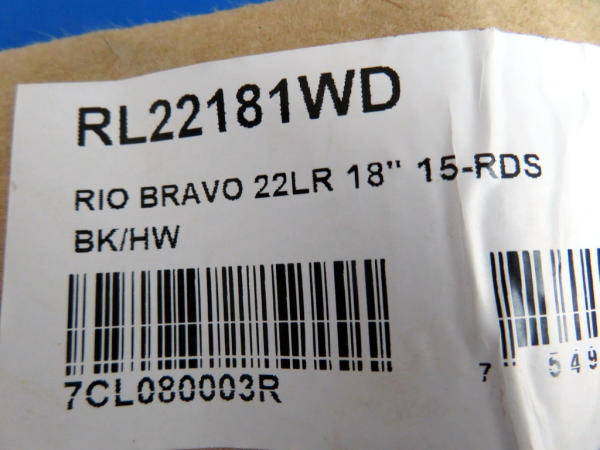 RL22181WD
RIO BRAVO 22LR 18" 15-RDS
BK/HW
7CL080003R
7 549